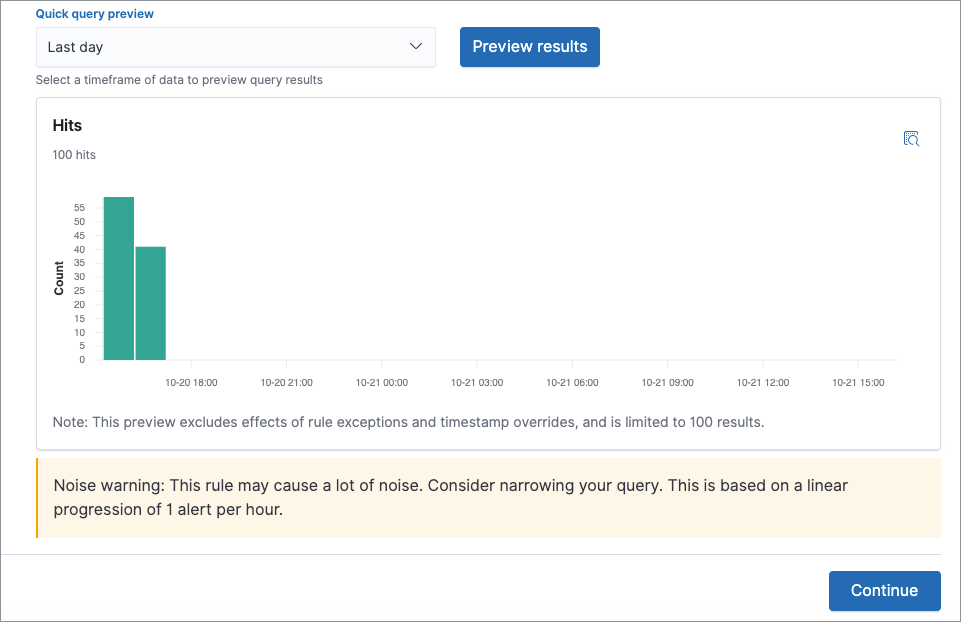 Quick query preview
Last day
Preview results
Select a timeframe of data to preview query results
Hits
100 hits
Count
55
50
45
40
35
30
25
20
15
10
5
0
10-20 18:00
10-20 21:00
10-21 00:00
10-21 03:00
10-21 06:00
10-21 09:00
10-21 12:00
10-21 15:00
Note: This preview excludes effects of rule exceptions and timestamp overrides, and is limited to 100 results.
Noise warning: This rule may cause a lot of noise. Consider narrowing your query. This is based on a linear
progression of 1 alert per hour.
Continue